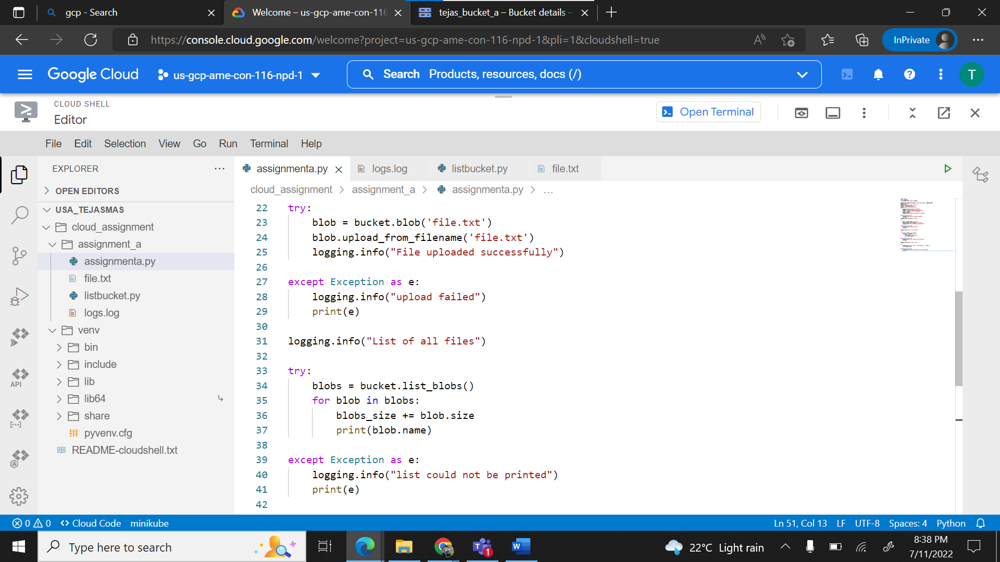 gcp - Search
Welcome – us-gcp-ame-con-116
tejas_bucket_a – Bucket details –
https://console.cloud.google.com/welcome?project=us-gcp-ame-con-116-npd-1&pli=1&cloudshell=true
InPrivate
Google Cloud
us-gcp-ame-con-116-npd-1
Search Products, resources, docs (/)
T
CLOUD SHELL
Editor
Open Terminal
File Edit Selection View Go Run Terminal Help
EXPLORER
OPEN EDITORS
USA_TEJASMAS
cloud_assignment
assignment_a
assignmenta.py
file.txt
listbucket.py
logs.log
venv
bin
include
lib
lib64
share
pyvenv.cfg
README-cloudshell.txt
API
assignmenta.py
logs.log
listbucket.py
file.txt
cloud_assignment > assignment_a > assignmenta.py > ...
22 try:
23 blob = bucket.blob('file.txt')
24 blob.upload_from_filename('file.txt')
25 logging.info("File uploaded successfully")
26
27 except Exception as e:
28 logging.info("upload failed")
29 print(e)
30
31 logging.info("List of all files")
32
33 try:
34 blobs = bucket.list_blobs()
35 for blob in blobs:
36 blobs_size += blob.size
37 print(blob.name)
38
39 except Exception as e:
40 logging.info("list could not be printed")
41 print(e)
42
0 0 <> Cloud Code minikube
Ln 51, Col 13 LF UTF-8 Spaces: 4 Python
Type here to search
T 1
W
22°C Light rain
8:38 PM
7/11/2022